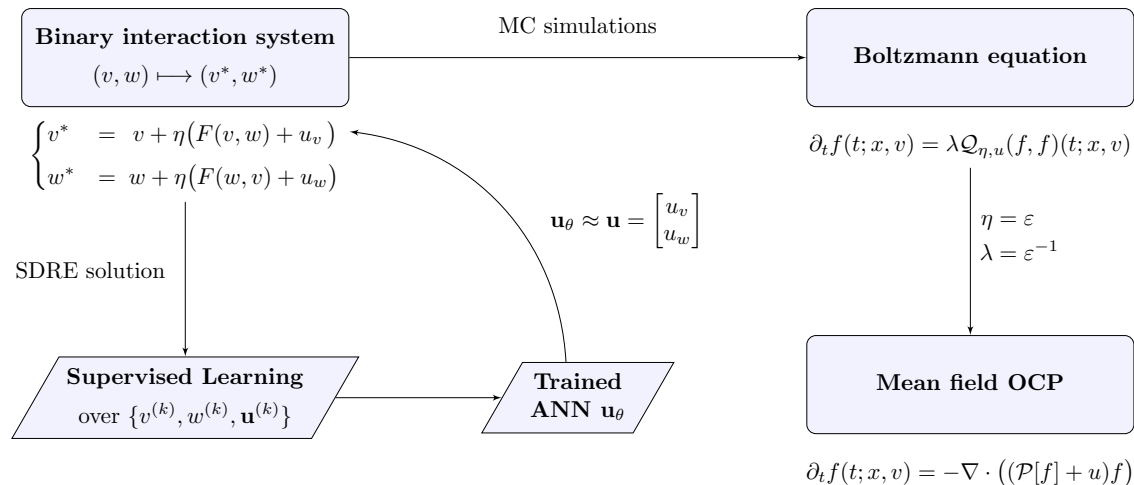 Binary interaction system
(v, w) ⟼ (v*, w*)
MC simulations
Boltzmann equation
{ v* = v + η(F(v, w) + u_v)
w* = w + η(F(w, v) + u_w)
∂_t f(t; x, v) = λ𝒬_{η,u}(f, f)(t; x, v)
𝐮_θ ≈ 𝐮 = [u_v
u_w]
η = ε
λ = ε⁻¹
SDRE solution
Supervised Learning
over {v^{(k)}, w^{(k)}, 𝐮^{(k)}}
Trained
ANN 𝐮_θ
Mean field OCP
∂_t f(t; x, v) = −∇ · ((𝒫[f] + u)f)